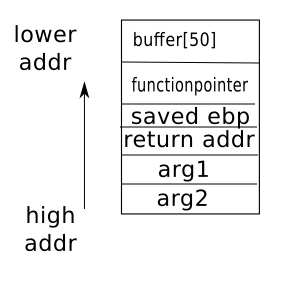 lower
addr
buffer[50]
functionpointer
saved ebp
return addr
arg1
arg2
high
addr